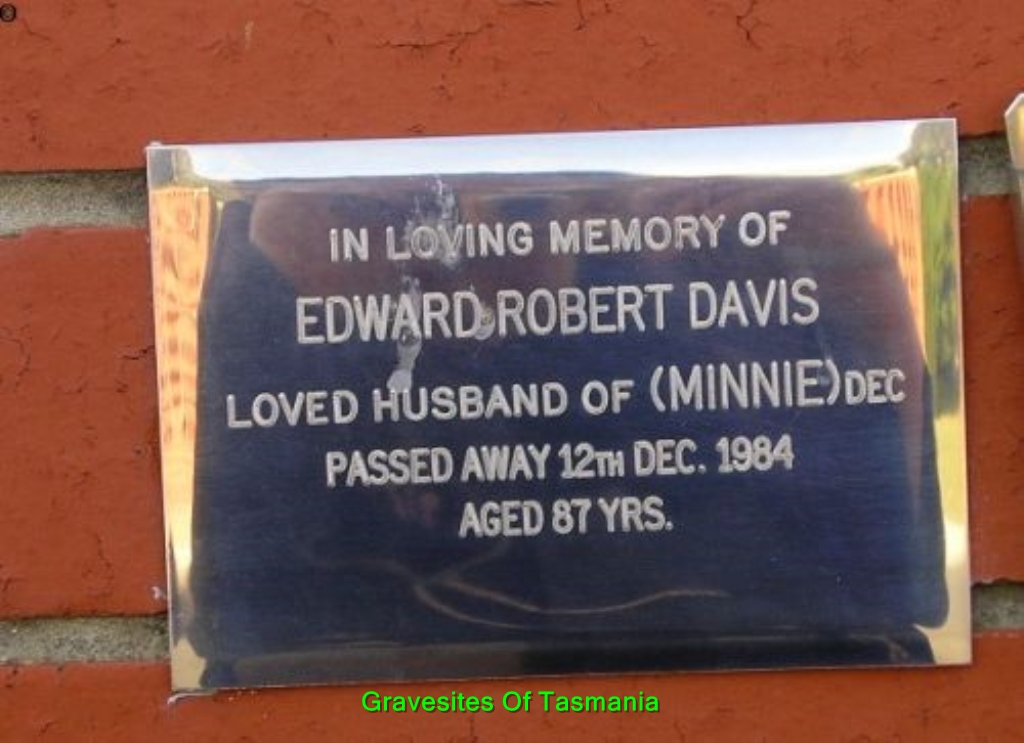 IN LOVING MEMORY OF
EDWARD ROBERT DAVIS
LOVED HUSBAND OF (MINNIE) DEC
PASSED AWAY 12TH DEC. 1984
AGED 87 YRS.
Gravesites Of Tasmania